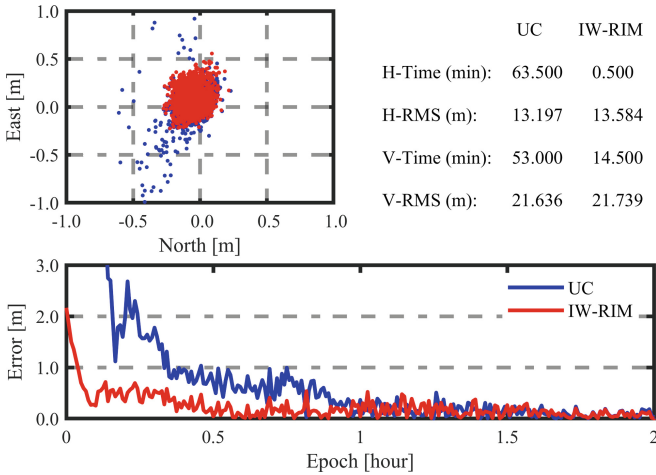 1.0
0.5
0.0
-0.5
-1.0
East [m]
-1.0 -0.5 0.0 0.5 1.0
North [m]
UC IW-RIM
H-Time (min): 63.500 0.500
H-RMS (m): 13.197 13.584
V-Time (min): 53.000 14.500
V-RMS (m): 21.636 21.739
3.0
2.0
1.0
0.0
Error [m]
UC
IW-RIM
0 0.5 1 1.5 2
Epoch [hour]